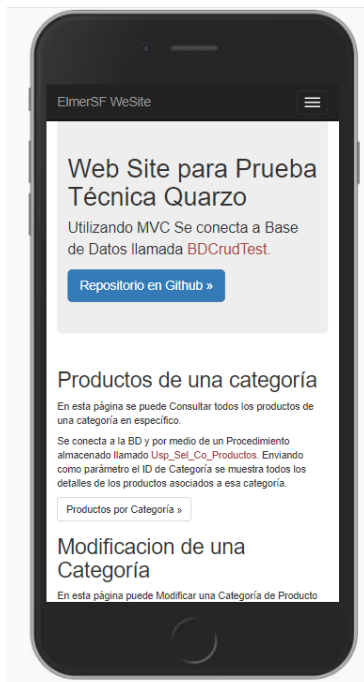 ElmerSF WeSite
Web Site para Prueba
Técnica Quarzo
Utilizando MVC Se conecta a Base
de Datos llamada BDCrudTest.
Repositorio en Github »
Productos de una categoría
En esta página se puede Consultar todos los productos de
una categoría en específico.
Se conecta a la BD y por medio de un Procedimiento
almacenado llamado Usp_Sel_Co_Productos. Enviando
como parámetro el ID de Categoría se muestra todos los
detalles de los productos asociados a esa categoría.
Productos por Categoría »
Modificacion de una
Categoría
En esta página puede Modificar una Categoría de Producto